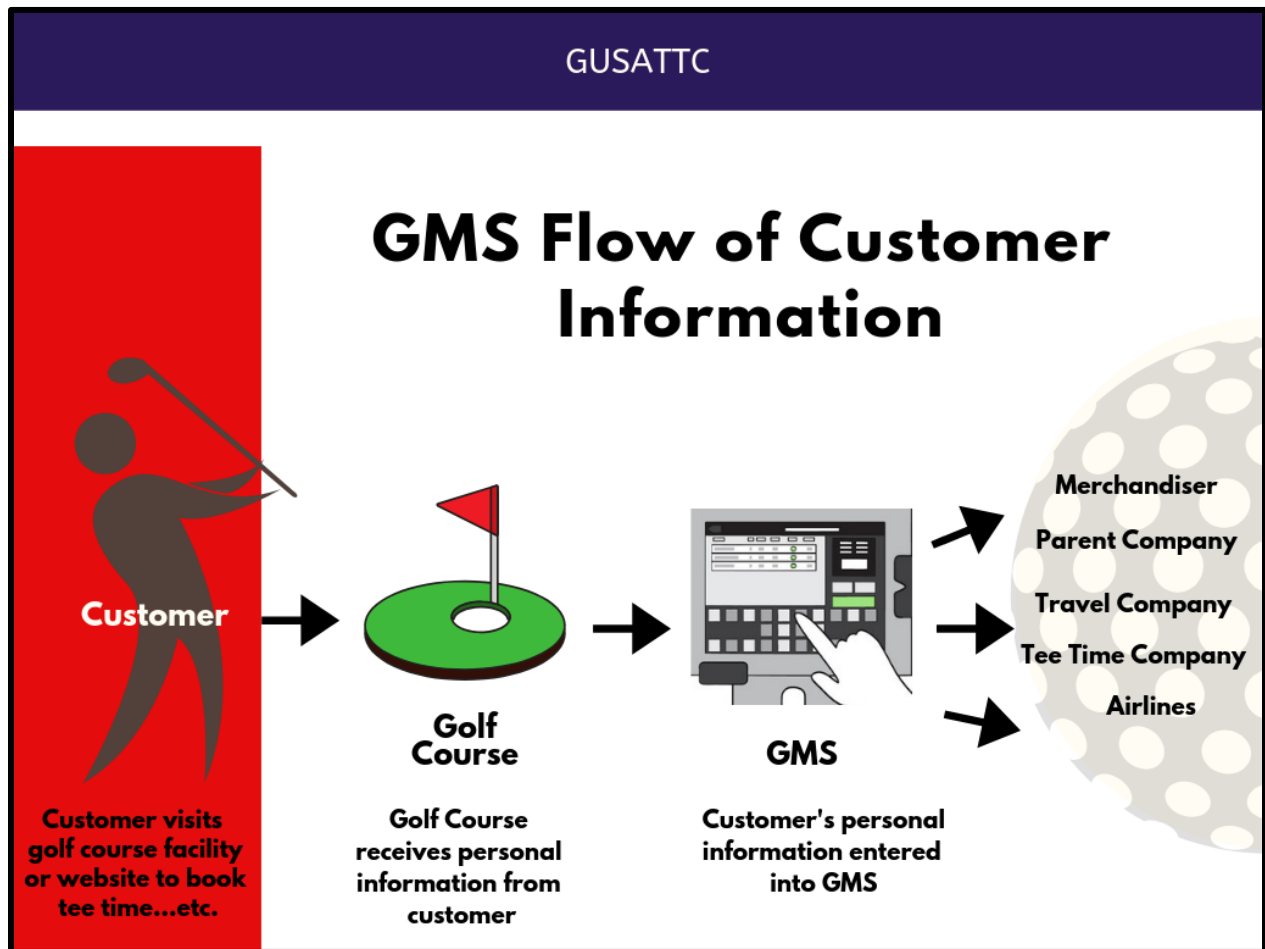 GUSATTC
GMS Flow of Customer
Information
Customer
Golf
Course
GMS
Merchandiser
Parent Company
Travel Company
Tee Time Company
Airlines
Customer visits
golf course facility
or website to book
tee time...etc.
Golf Course
receives personal
information from
customer
Customer's personal
information entered
into GMS